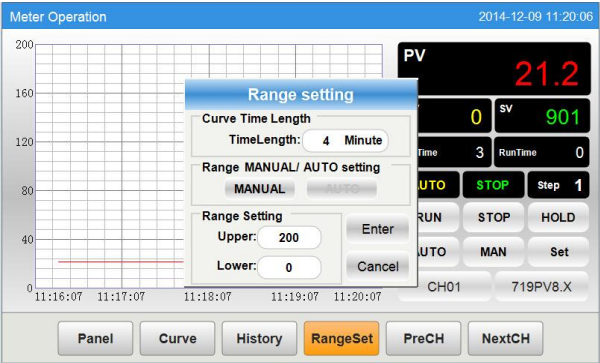 Meter Operation 2014-12-09 11:20:06
200
160
120
80
40
0
11:16:07 11:17:07 11:18:07 11:19:07 11:20:07
Range setting
Curve Time Length
TimeLength: 4 Minute
Range MANUAL/ AUTO setting
MANUAL AUTO
Range Setting
Upper: 200
Lower: 0
Enter
Cancel
PV
21.2
0 SV 901
Time 3 RunTime 0
UTO STOP Step 1
RUN STOP HOLD
UTO MAN Set
CH01 719PV8.X
Panel Curve History RangeSet PreCH NextCH